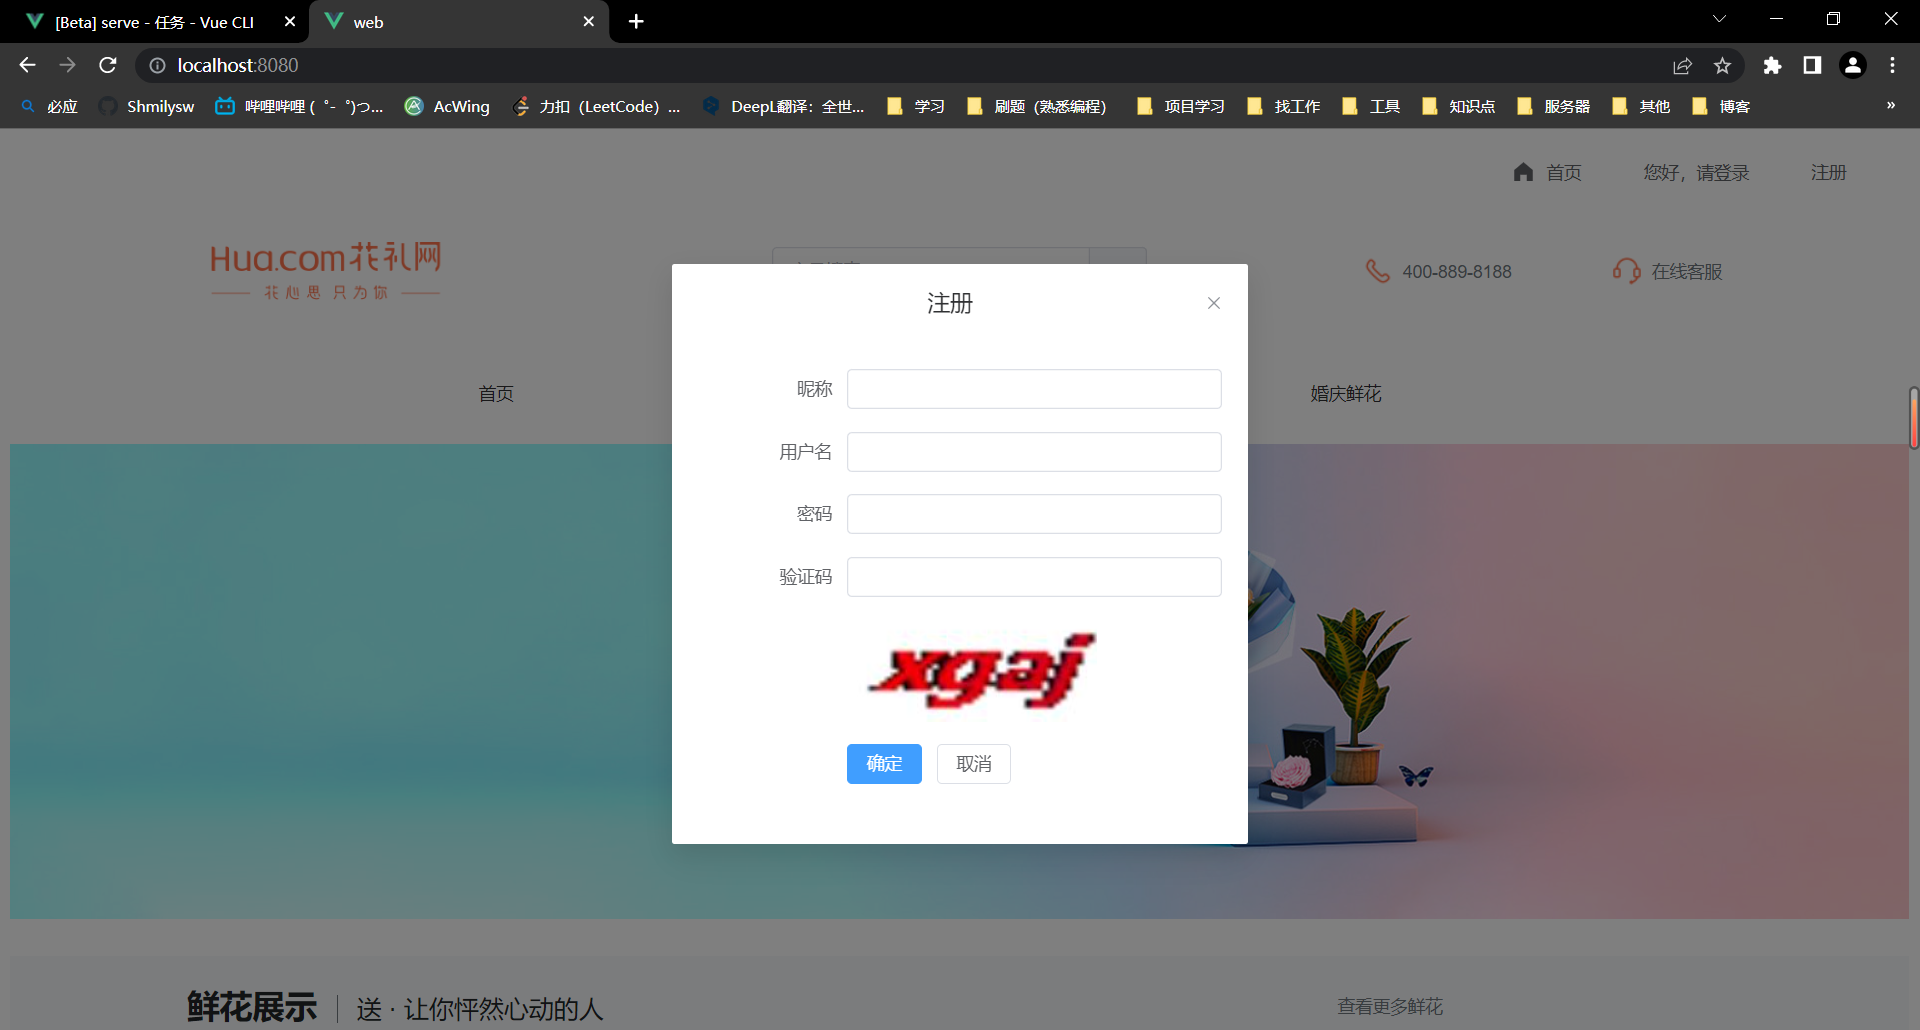 [Beta] serve - 任务 - Vue CLI
web
localhost:8080
必应
Shmilysw
哔哩哔哩 ( ゜- ゜)つ...
AcWing
力扣（LeetCode）...
DeepL翻译：全世...
学习
刷题（熟悉编程）
项目学习
找工作
工具
知识点
服务器
其他
博客
»
首页
您好，请登录
注册
Hua.com花礼网
花心思 只为你
400-889-8188
在线客服
首页
婚庆鲜花
注册
昵称
用户名
密码
验证码
xgaj
确定
取消
鲜花展示
送 · 让你怦然心动的人
查看更多鲜花